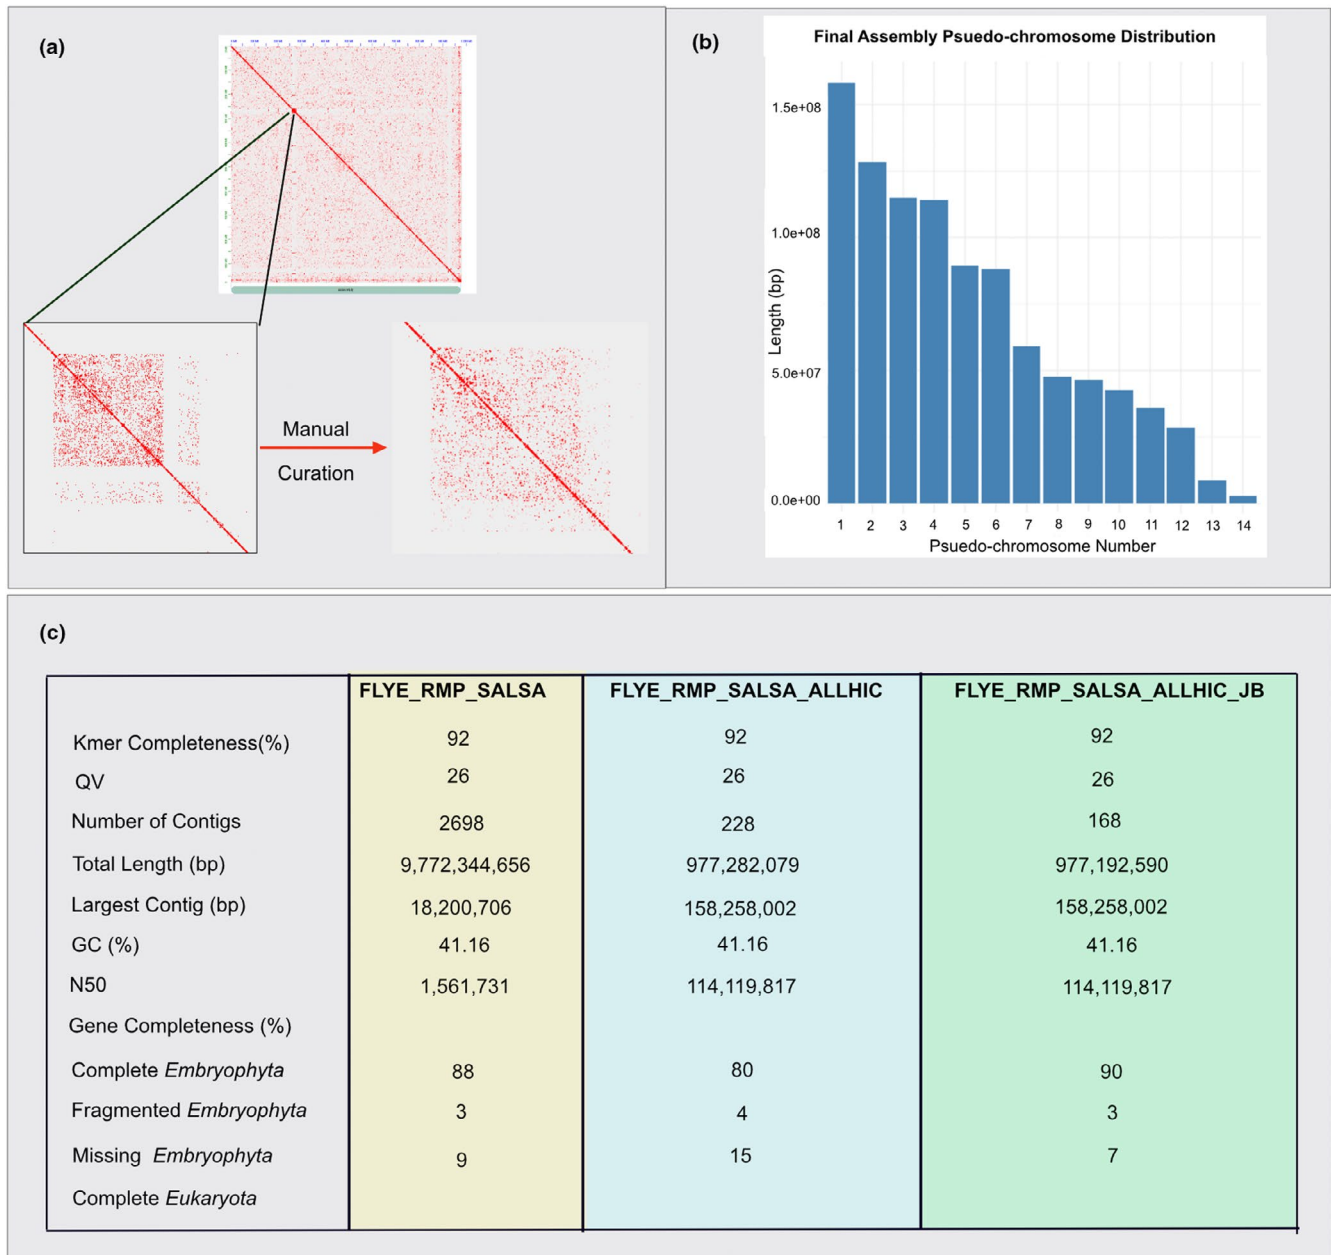 (a)
Manual
Curation
(b)
Final Assembly Psuedo-chromosome Distribution
Length (bp)
1.5e+08
1.0e+08
5.0e+07
0.0e+00
1 2 3 4 5 6 7 8 9 10 11 12 13 14
Psuedo-chromosome Number
(c)
FLYE_RMP_SALSA FLYE_RMP_SALSA_ALLHIC FLYE_RMP_SALSA_ALLHIC_JB
Kmer Completeness(%) 92 92 92
QV 26 26 26
Number of Contigs 2698 228 168
Total Length (bp) 9,772,344,656 977,282,079 977,192,590
Largest Contig (bp) 18,200,706 158,258,002 158,258,002
GC (%) 41.16 41.16 41.16
N50 1,561,731 114,119,817 114,119,817
Gene Completeness (%)
Complete Embryophyta 88 80 90
Fragmented Embryophyta 3 4 3
Missing Embryophyta 9 15 7
Complete Eukaryota